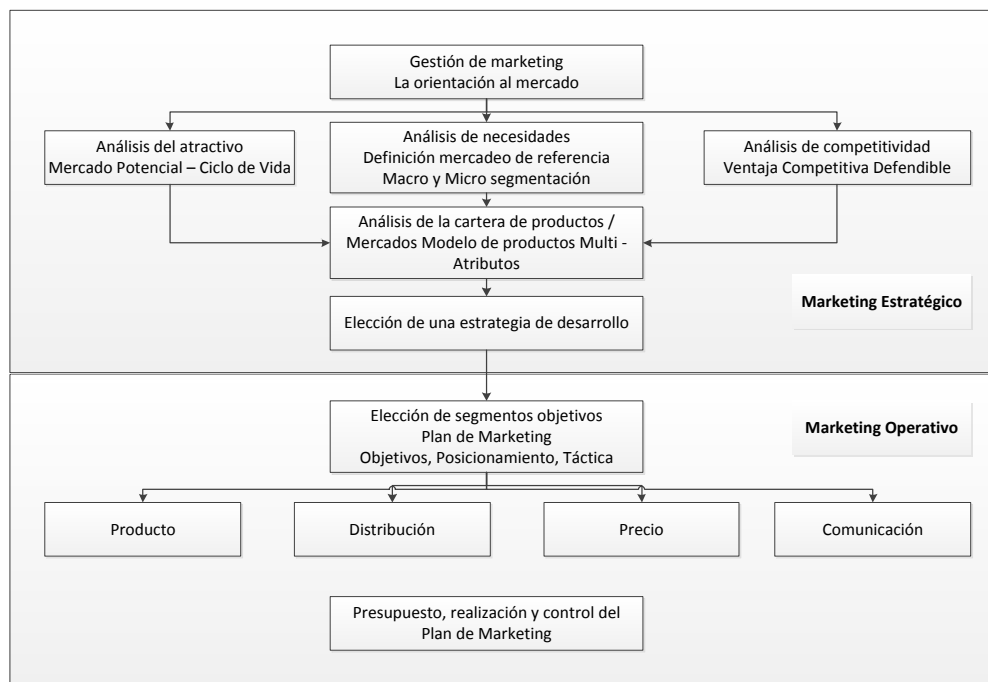 Gestión de marketing
La orientación al mercado
Análisis del atractivo
Mercado Potencial – Ciclo de Vida
Análisis de necesidades
Definición mercadeo de referencia
Macro y Micro segmentación
Análisis de competitividad
Ventaja Competitiva Defendible
Análisis de la cartera de productos /
Mercados Modelo de productos Multi -
Atributos
Marketing Estratégico
Elección de una estrategia de desarrollo
Elección de segmentos objetivos
Plan de Marketing
Objetivos, Posicionamiento, Táctica
Marketing Operativo
Producto
Distribución
Precio
Comunicación
Presupuesto, realización y control del
Plan de Marketing